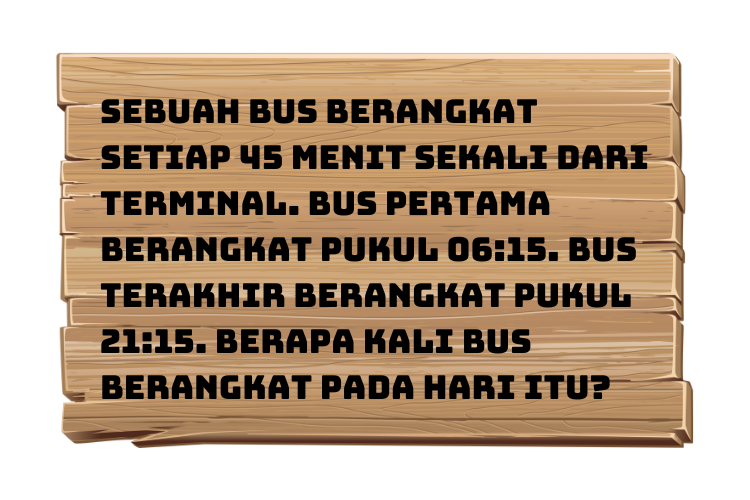 SEBUAH BUS BERANGKAT
SETIAP 45 MENIT SEKALI DARI
TERMINAL. BUS PERTAMA
BERANGKAT PUKUL 06:15. BUS
TERAKHIR BERANGKAT PUKUL
21:15. BERAPA KALI BUS
BERANGKAT PADA HARI ITU?